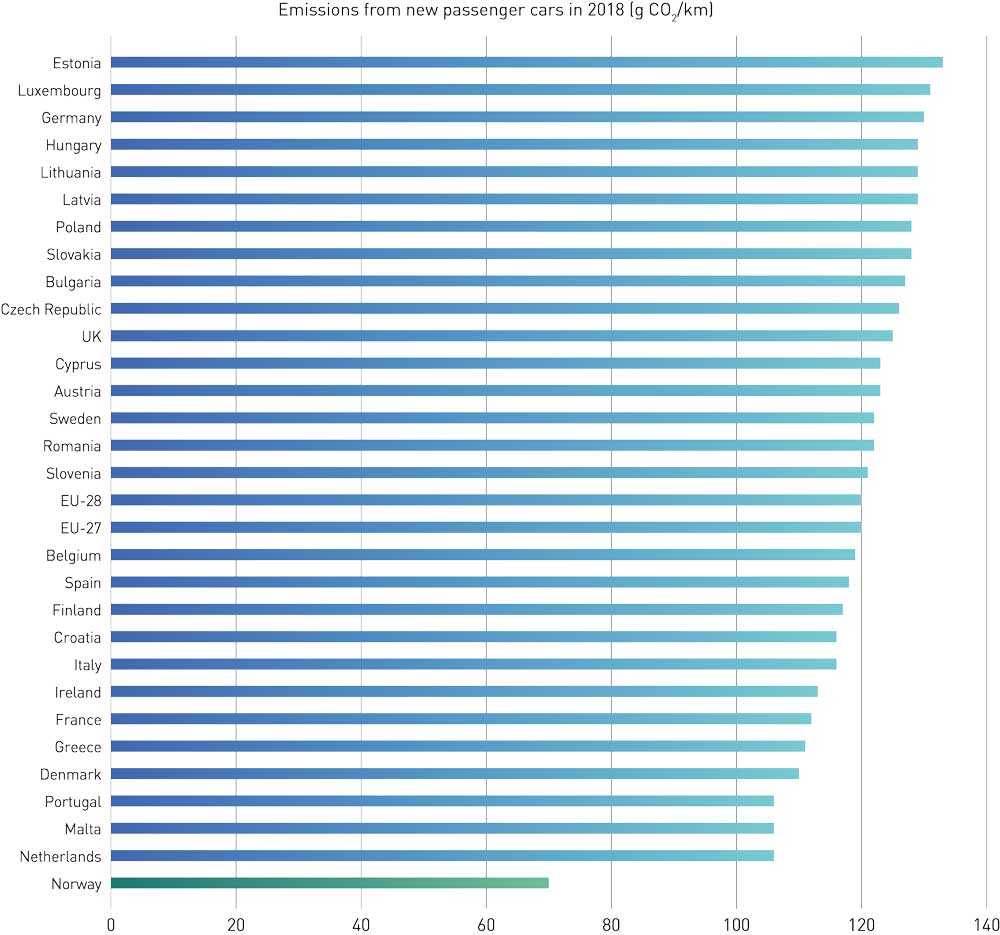 Emissions from new passenger cars in 2018 (g CO₂/km)
Estonia
Luxembourg
Germany
Hungary
Lithuania
Latvia
Poland
Slovakia
Bulgaria
Czech Republic
UK
Cyprus
Austria
Sweden
Romania
Slovenia
EU-28
EU-27
Belgium
Spain
Finland
Croatia
Italy
Ireland
France
Greece
Denmark
Portugal
Malta
Netherlands
Norway
0 20 40 60 80 100 120 140